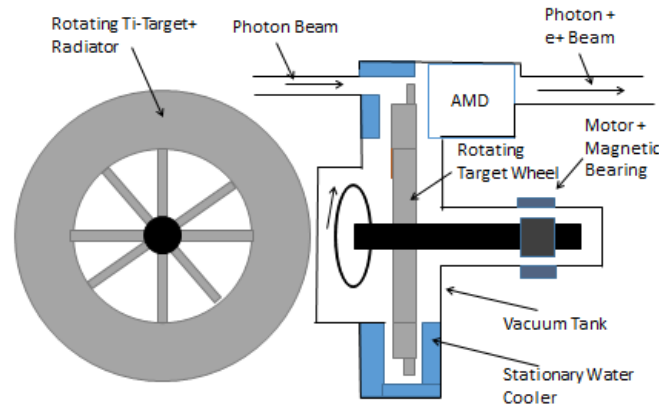 Rotating Ti-Target+
Radiator
Photon Beam
Photon +
e+ Beam
AMD
Motor +
Magnetic
Bearing
Rotating
Target Wheel
Vacuum Tank
Stationary Water
Cooler